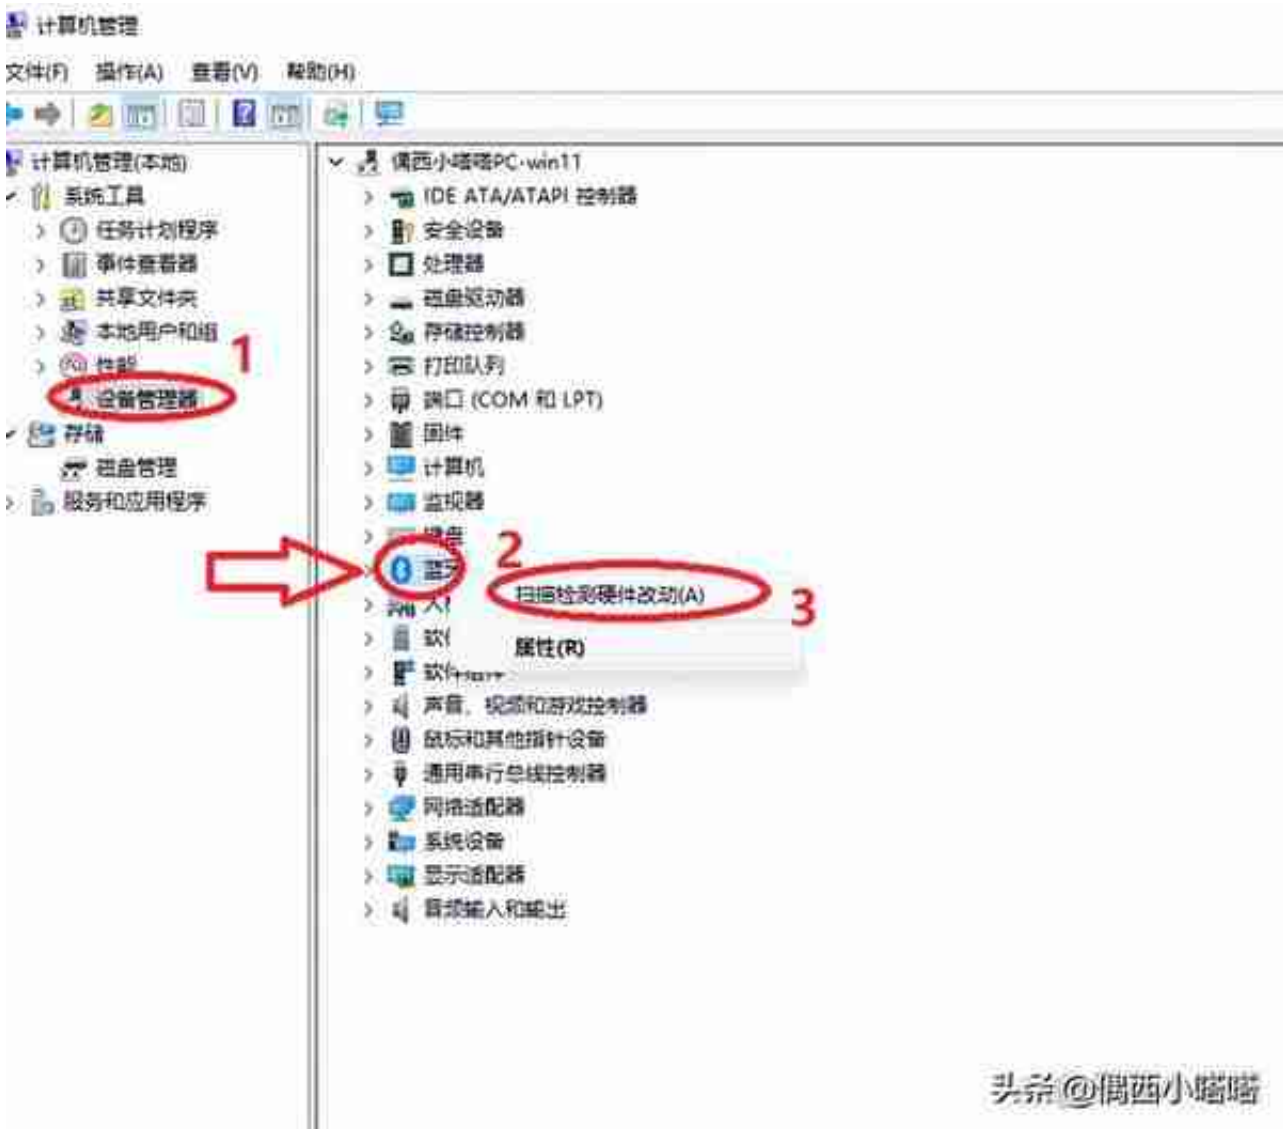 计算机管理
文件(F) 操作(A) 查看(V) 帮助(H)
计算机管理(本地)
系统工具
任务计划程序
事件查看器
共享文件夹
本地用户和组
性能
设备管理器
存储
磁盘管理
服务和应用程序
1
偶西小嗒嗒PC-win11
IDE ATA/ATAPI 控制器
安全设备
处理器
磁盘驱动器
存储控制器
打印队列
端口 (COM 和 LPT)
固件
计算机
监视器
键盘
蓝牙
2
扫描检测硬件改动(A)
3
属性(R)
声音、视频和游戏控制器
鼠标和其他指针设备
通用串行总线控制器
网络适配器
系统设备
显示适配器
音频输入和输出
头条@偶西小嗒嗒